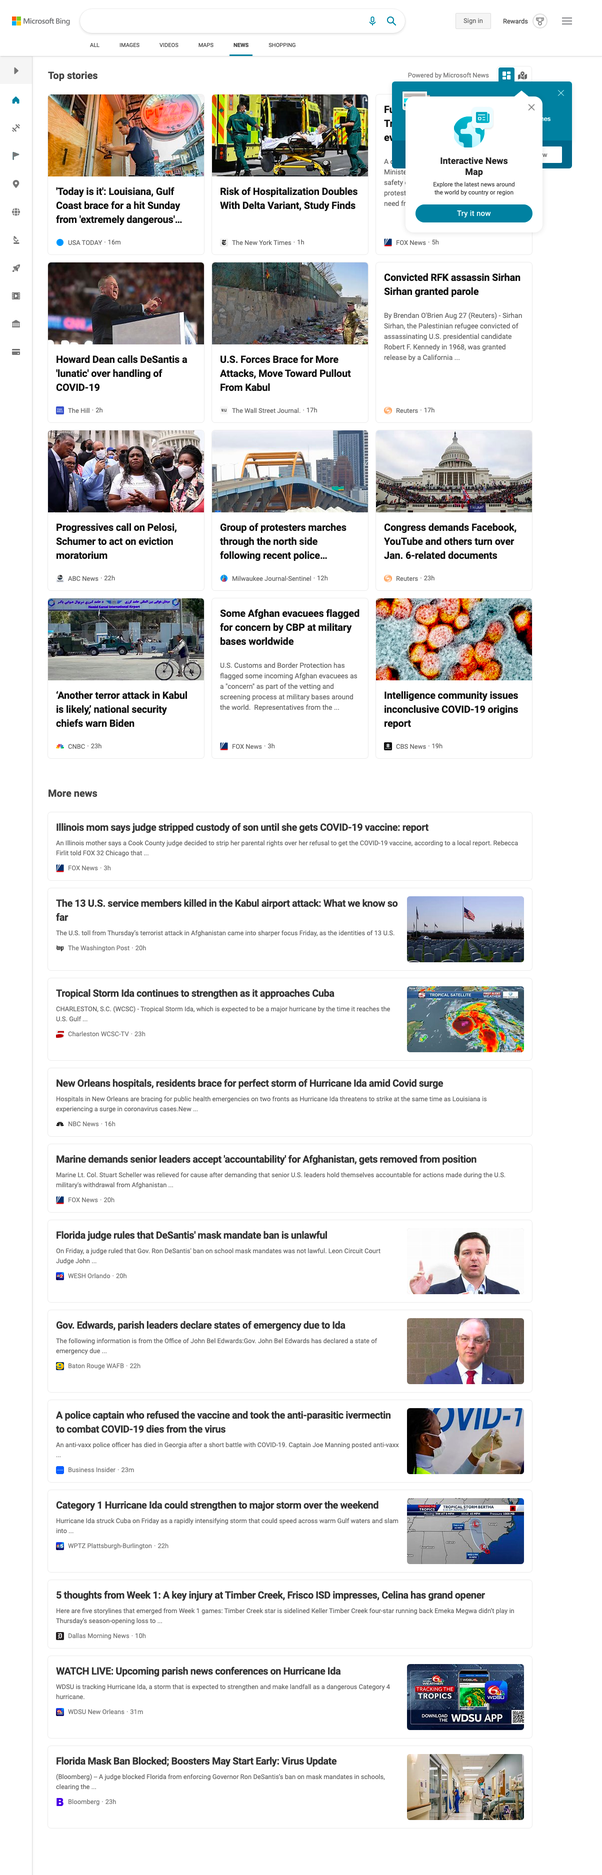 Microsoft Bing
Sign in
Rewards
ALL
IMAGES
VIDEOS
MAPS
NEWS
SHOPPING
Top stories
Powered by Microsoft News
'Today is it': Louisiana, Gulf
Coast brace for a hit Sunday
from 'extremely dangerous'...
USA TODAY · 16m
Risk of Hospitalization Doubles
With Delta Variant, Study Finds
The New York Times · 1h
FOX News · 5h
Interactive News
Map
Explore the latest news around
the world by country or region
Try it now
Howard Dean calls DeSantis a
'lunatic' over handling of
COVID-19
The Hill · 2h
U.S. Forces Brace for More
Attacks, Move Toward Pullout
From Kabul
The Wall Street Journal. · 17h
Convicted RFK assassin Sirhan
Sirhan granted parole
By Brendan O'Brien Aug 27 (Reuters) - Sirhan
Sirhan, the Palestinian refugee convicted of
assassinating U.S. presidential candidate
Robert F. Kennedy in 1968, was granted
release by a California ...
Reuters · 17h
Progressives call on Pelosi,
Schumer to act on eviction
moratorium
ABC News · 22h
Group of protesters marches
through the north side
following recent police...
Milwaukee Journal-Sentinel · 12h
Congress demands Facebook,
YouTube and others turn over
Jan. 6-related documents
Reuters · 23h
'Another terror attack in Kabul
is likely,' national security
chiefs warn Biden
CNBC · 23h
Some Afghan evacuees flagged
for concern by CBP at military
bases worldwide
U.S. Customs and Border Protection has
flagged some incoming Afghan evacuees as
a "concern" as part of the vetting and
screening process at military bases around
the world. Representatives from the ...
FOX News · 3h
Intelligence community issues
inconclusive COVID-19 origins
report
CBS News · 19h
More news
Illinois mom says judge stripped custody of son until she gets COVID-19 vaccine: report
An Illinois mother says a Cook County judge decided to strip her parental rights over her refusal to get the COVID-19 vaccine, according to a local report. Rebecca
Firlit told FOX 32 Chicago that ...
FOX News · 3h
The 13 U.S. service members killed in the Kabul airport attack: What we know so
far
The U.S. toll from Thursday's terrorist attack in Afghanistan came into sharper focus Friday, as the identities of 13 U.S.
The Washington Post · 20h
Tropical Storm Ida continues to strengthen as it approaches Cuba
CHARLESTON, S.C. (WCSC) - Tropical Storm Ida, which is expected to be a major hurricane by the time it reaches the
U.S. Gulf ...
Charleston WCSC-TV · 23h
TROPICAL SATELLITE
New Orleans hospitals, residents brace for perfect storm of Hurricane Ida amid Covid surge
Hospitals in New Orleans are bracing for public health emergencies on two fronts as Hurricane Ida threatens to strike at the same time as Louisiana is
experiencing a surge in coronavirus cases.New ...
NBC News · 16h
Marine demands senior leaders accept 'accountability' for Afghanistan, gets removed from position
Marine Lt. Col. Stuart Scheller was relieved for cause after demanding that senior U.S. leaders hold themselves accountable for actions made during the U.S.
military's withdrawal from Afghanistan ...
FOX News · 20h
Florida judge rules that DeSantis' mask mandate ban is unlawful
On Friday, a judge ruled that Gov. Ron DeSantis' ban on school mask mandates was not lawful. Leon Circuit Court
Judge John ...
WESH Orlando · 20h
Gov. Edwards, parish leaders declare states of emergency due to Ida
The following information is from the Office of John Bel Edwards:Gov. John Bel Edwards has declared a state of
emergency due ...
Baton Rouge WAFB · 22h
A police captain who refused the vaccine and took the anti-parasitic ivermectin
to combat COVID-19 dies from the virus
An anti-vaxx police officer has died in Georgia after a short battle with COVID-19. Captain Joe Manning posted anti-vaxx
...
Business Insider · 23m
OVID-1
Category 1 Hurricane Ida could strengthen to major storm over the weekend
Hurricane Ida struck Cuba on Friday as a rapidly intensifying storm that could speed across warm Gulf waters and slam
into ...
WPTZ Plattsburgh-Burlington · 22h
TROPICAL STORM BERTHA
5 thoughts from Week 1: A key injury at Timber Creek, Frisco ISD impresses, Celina has grand opener
Here are five storylines that emerged from Week 1 games: Timber Creek star is sidelined Keller Timber Creek four-star running back Emeka Megwa didn't play in
Thursday's season-opening loss to ...
Dallas Morning News · 10h
WATCH LIVE: Upcoming parish news conferences on Hurricane Ida
WDSU is tracking Hurricane Ida, a storm that is expected to strengthen and make landfall as a dangerous Category 4
hurricane.
WDSU New Orleans · 31m
TRACKING THE
TROPICS
DOWNLOAD THE WDSU APP
Florida Mask Ban Blocked; Boosters May Start Early: Virus Update
(Bloomberg) -- A judge blocked Florida from enforcing Governor Ron DeSantis's ban on mask mandates in schools,
clearing the ...
Bloomberg · 23h